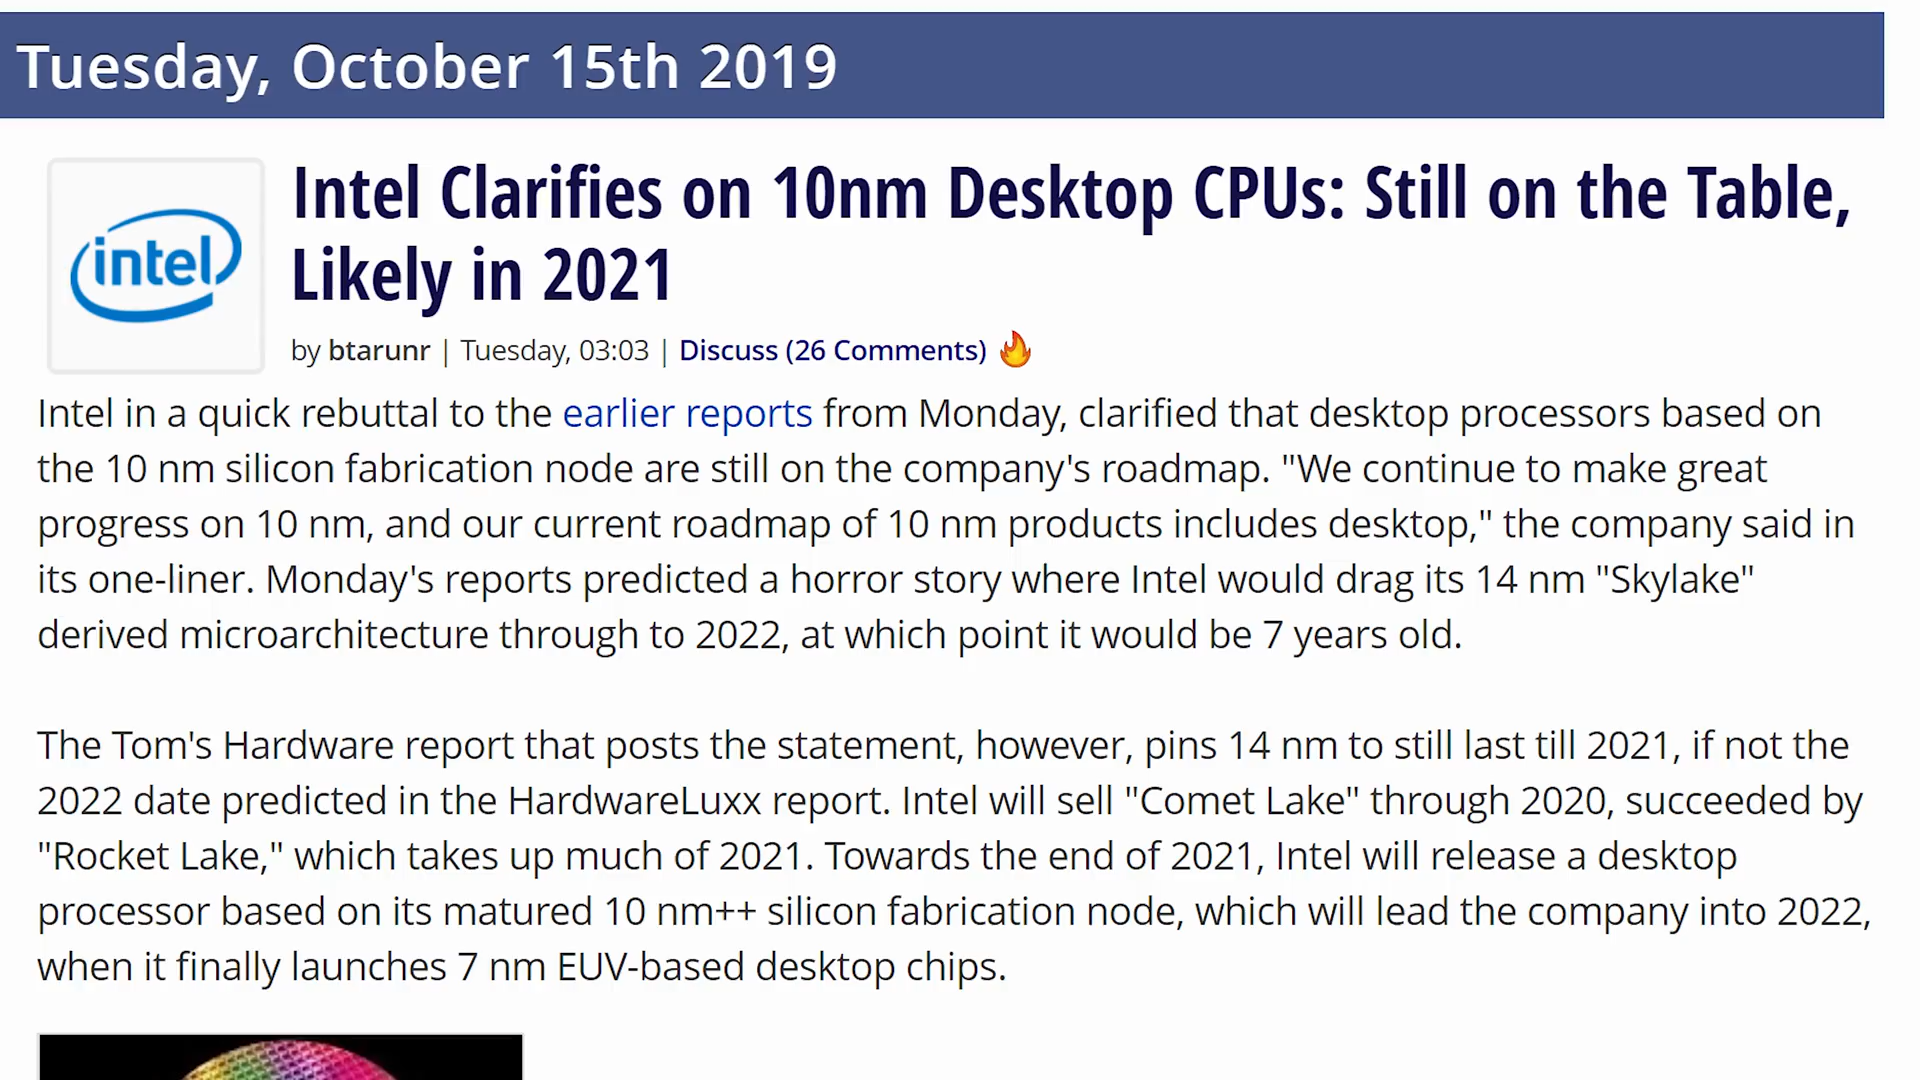 Tuesday, October 15th 2019
intel
Intel Clarifies on 10nm Desktop CPUs: Still on the Table,
Likely in 2021
by btarunr | Tuesday, 03:03 | Discuss (26 Comments)
Intel in a quick rebuttal to the earlier reports from Monday, clarified that desktop processors based on
the 10 nm silicon fabrication node are still on the company's roadmap. "We continue to make great
progress on 10 nm, and our current roadmap of 10 nm products includes desktop," the company said in
its one-liner. Monday's reports predicted a horror story where Intel would drag its 14 nm "Skylake"
derived microarchitecture through to 2022, at which point it would be 7 years old.
The Tom's Hardware report that posts the statement, however, pins 14 nm to still last till 2021, if not the
2022 date predicted in the HardwareLuxx report. Intel will sell "Comet Lake" through 2020, succeeded by
"Rocket Lake," which takes up much of 2021. Towards the end of 2021, Intel will release a desktop
processor based on its matured 10 nm++ silicon fabrication node, which will lead the company into 2022,
when it finally launches 7 nm EUV-based desktop chips.